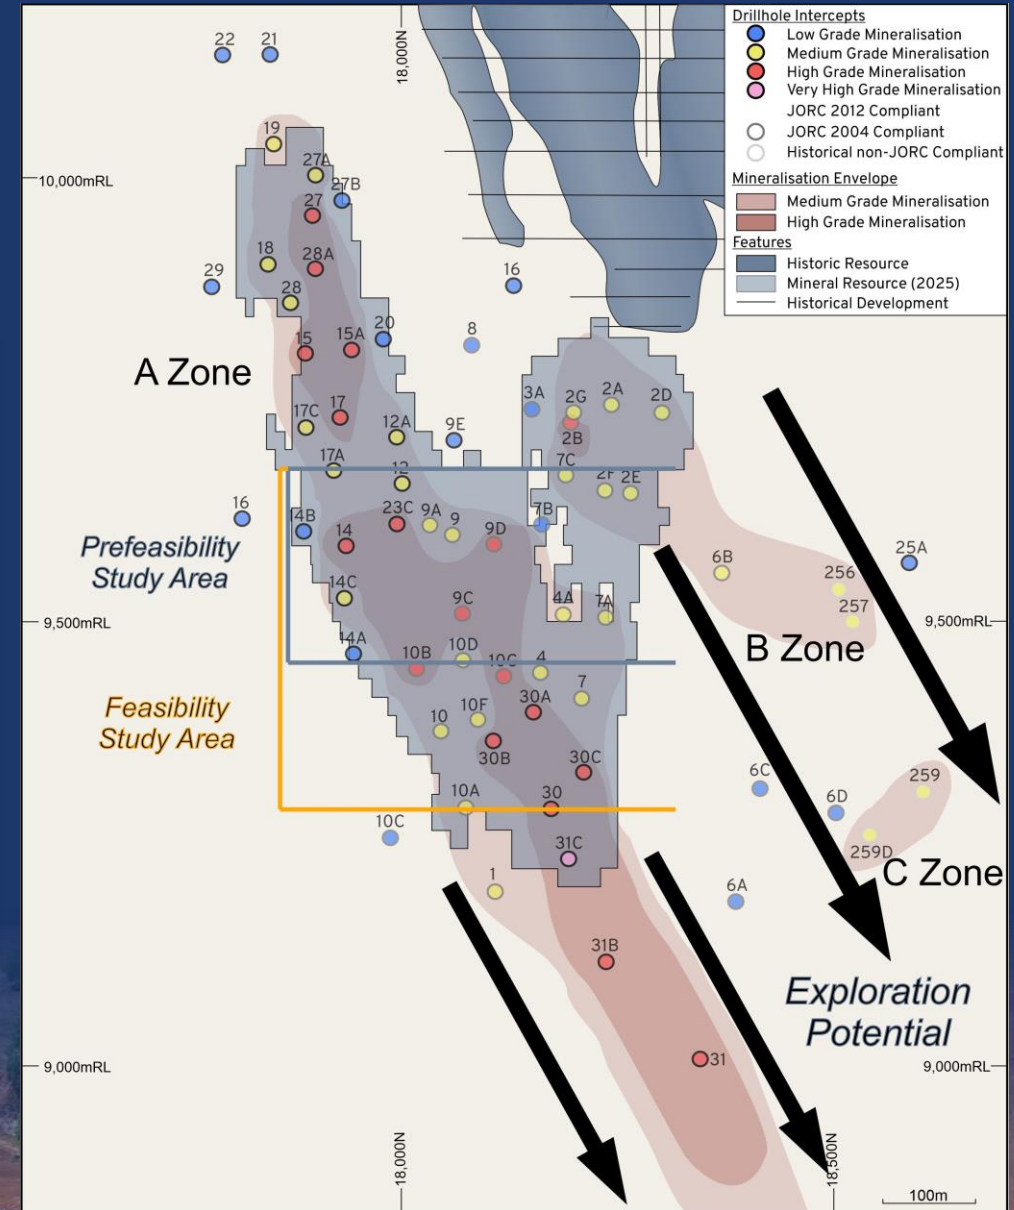 Drillhole Intercepts
Low Grade Mineralisation
Medium Grade Mineralisation
High Grade Mineralisation
Very High Grade Mineralisation
JORC 2012 Compliant
JORC 2004 Compliant
Historical non-JORC Compliant
Mineralisation Envelope
Medium Grade Mineralisation
High Grade Mineralisation
Features
Historic Resource
Mineral Resource (2025)
Historical Development
18,000N
22
21
19
27A
10,000mRL
27B
27
18
28A
29
28
16
15
15A
20
8
A Zone
3A
2G
2A
2D
17C
17
12A
9E
2B
17A
12
7C
2F
2E
16
14B
23C
9A
9
7B
14
9D
Prefeasibility
Study Area
6B
25A
256
14C
9C
4A
7A
257
9,500mRL
9,500mRL
14A
B Zone
10B
10D
10G
4
7
Feasibility
Study Area
10
10F
30A
30B
30C
6C
259
10A
30
6D
10C
31C
259D
C Zone
1
6A
31B
Exploration
Potential
31
9,000mRL
9,000mRL
18,000N
18,500N
100m